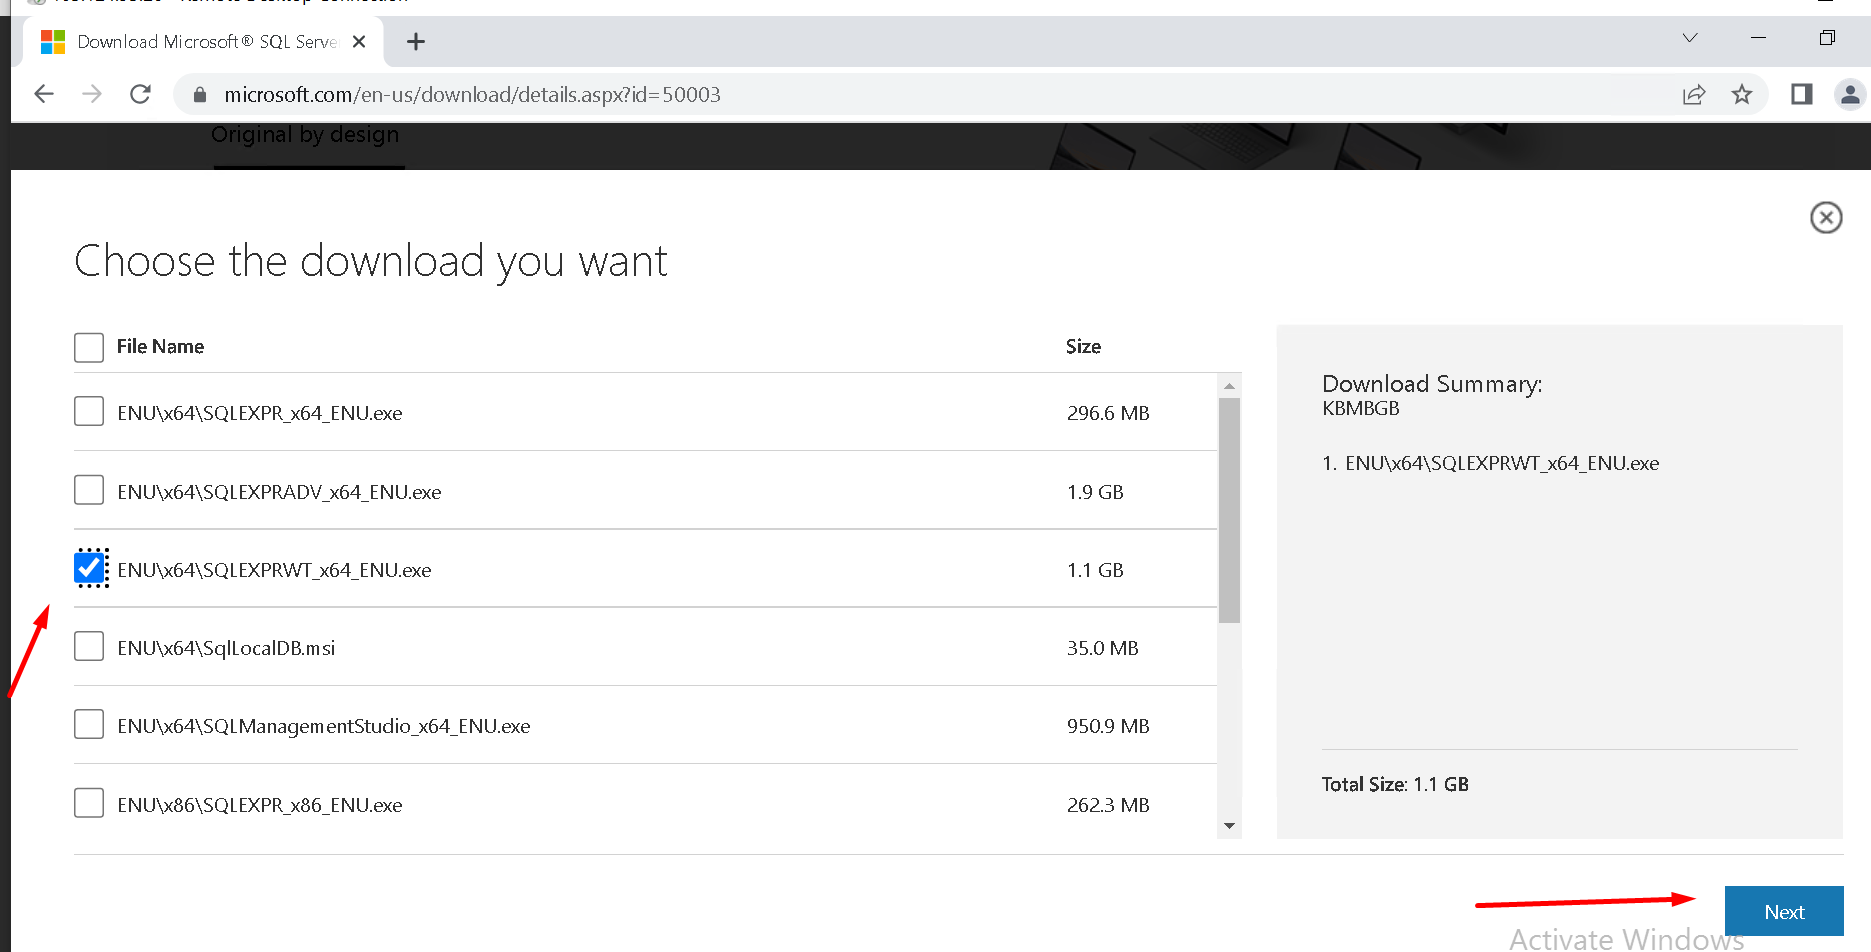 Download Microsoft® SQL Serve
microsoft.com/en-us/download/details.aspx?id=50003
Original by design
Choose the download you want
File Name Size
ENU\x64\SQLEXPR_x64_ENU.exe 296.6 MB
ENU\x64\SQLEXPRADV_x64_ENU.exe 1.9 GB
ENU\x64\SQLEXPRWT_x64_ENU.exe 1.1 GB
ENU\x64\SqlLocalDB.msi 35.0 MB
ENU\x64\SQLManagementStudio_x64_ENU.exe 950.9 MB
ENU\x86\SQLEXPR_x86_ENU.exe 262.3 MB
Download Summary:
KBMBGB
1. ENU\x64\SQLEXPRWT_x64_ENU.exe
Total Size: 1.1 GB
Next
Activate Windows